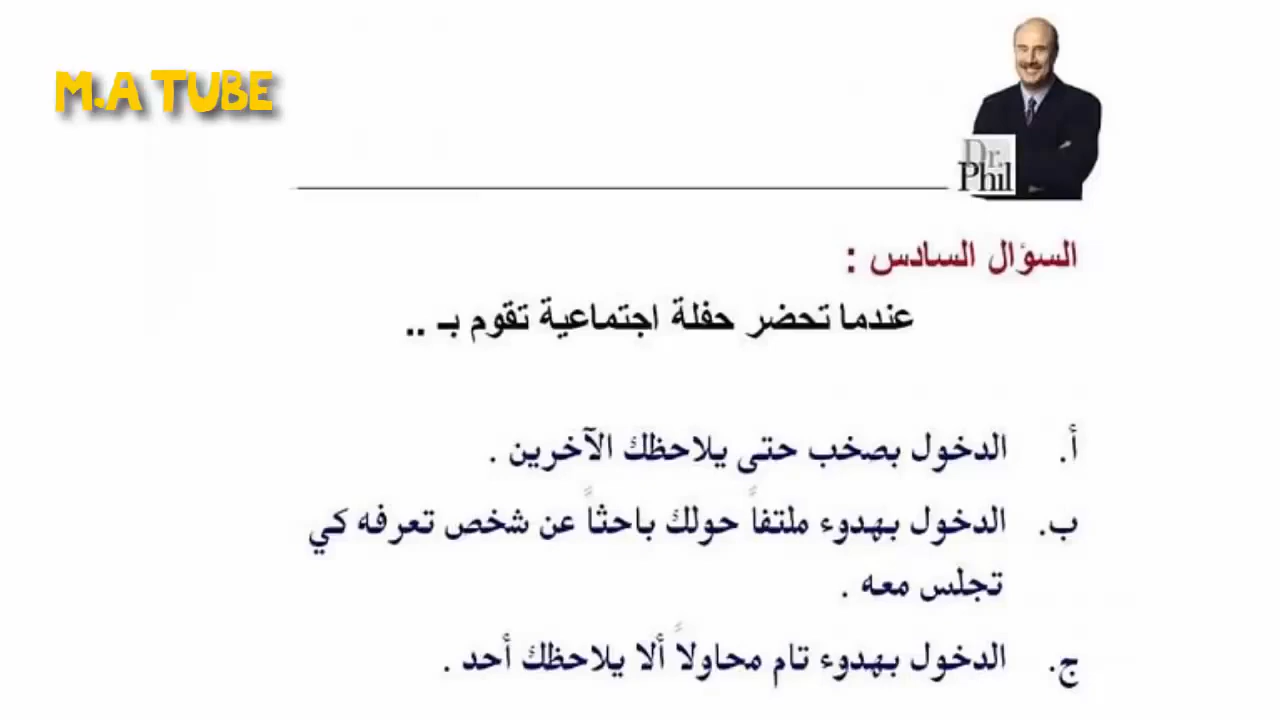 M.A TUBE
Dr.
Phil
السؤال السادس :
عندما تحضر حفلة اجتماعية تقوم بـ ..
أ. الدخول بصخب حتى يلاحظك الآخرين .
ب. الدخول بهدوء ملتفاً حولك باحثاً عن شخص تعرفه كي
تجلس معه .
ج. الدخول بهدوء تام محاولاً ألا يلاحظك أحد .